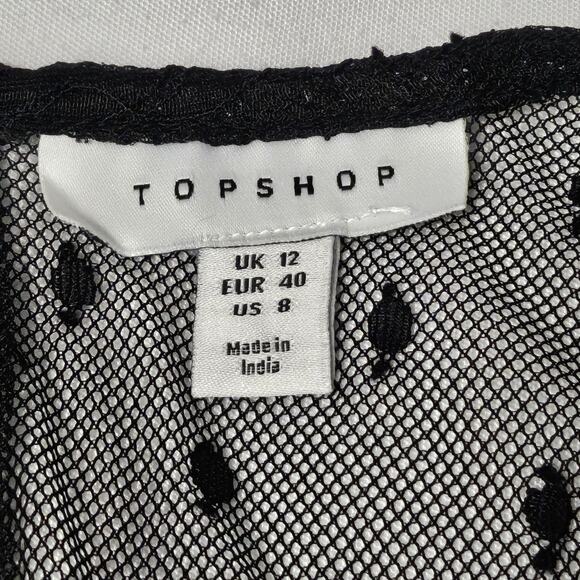 TOPSHOP
UK 12
EUR 40
US 8
Made in
India